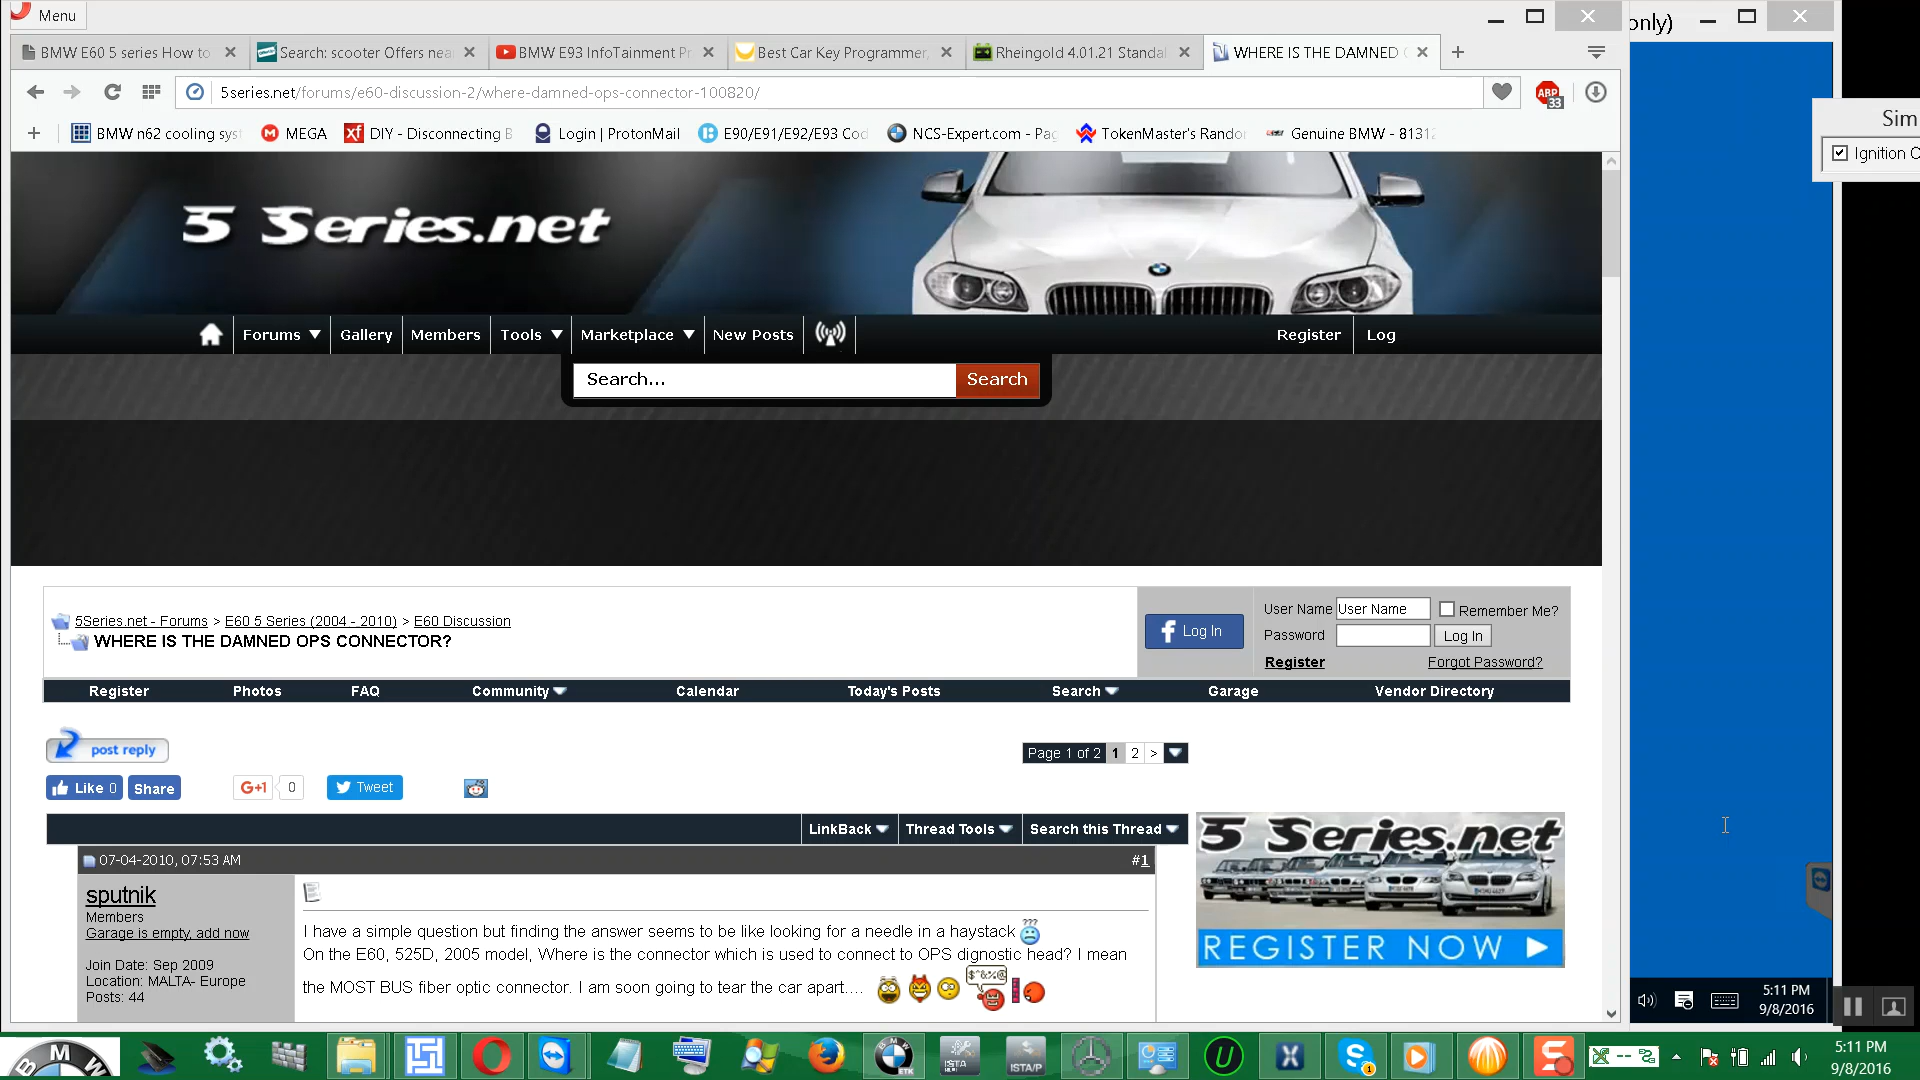 Menu
only)
BMW E60 5 series How to
Search: scooter Offers nea
BMW E93 InfoTainment Pr
Best Car Key Programmer,
Rheingold 4.01.21 Standal
WHERE IS THE DAMNED
5series.net/forums/e60-discussion-2/where-damned-ops-connector-100820/
ABP
33
BMW n62 cooling syst
MEGA
DIY - Disconnecting B
Login | ProtonMail
E90/E91/E92/E93 Cod
NCS-Expert.com - Pag
TokenMaster's Rando
Genuine BMW - 81312
Sim
Ignition
5 Series.net
Forums
Gallery
Members
Tools
Marketplace
New Posts
Register
Log
Search...
Search
5Series.net - Forums > E60 5 Series (2004 - 2010) > E60 Discussion
WHERE IS THE DAMNED OPS CONNECTOR?
Log In
User Name
User Name
Remember Me?
Password
Log In
Register
Forgot Password?
Register
Photos
FAQ
Community
Calendar
Today's Posts
Search
Garage
Vendor Directory
post reply
Page 1 of 2
1
2
>
Like 0
Share
G+1
0
Tweet
LinkBack
Thread Tools
Search this Thread
07-04-2010, 07:53 AM
#1
sputnik
Members
Garage is empty, add now
Join Date: Sep 2009
Location: MALTA- Europe
Posts: 44
I have a simple question but finding the answer seems to be like looking for a needle in a haystack
On the E60, 525D, 2005 model, Where is the connector which is used to connect to OPS dignostic head? I mean
the MOST BUS fiber optic connector. I am soon going to tear the car apart....
5 Series.net
REGISTER NOW
5:11 PM
9/8/2016
BMW
ETK
ISTA
ISTA/P
5:11 PM
9/8/2016